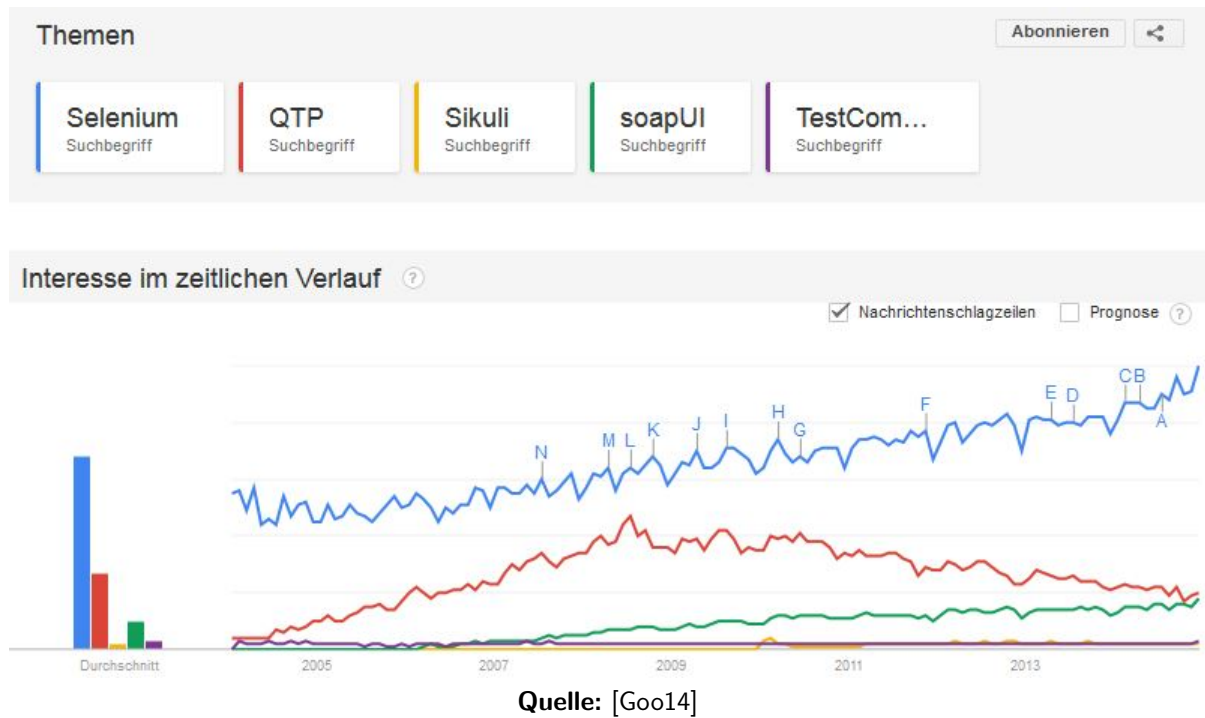 Themen
Abonnieren
Selenium
Suchbegriff
QTP
Suchbegriff
Sikuli
Suchbegriff
soapUI
Suchbegriff
TestCom...
Suchbegriff
Interesse im zeitlichen Verlauf ?
Nachrichtenschlagzeilen Prognose ?
N M L K J I H G F E D C B A
Durchschnitt 2005 2007 2009 2011 2013
Quelle: [Goo14]